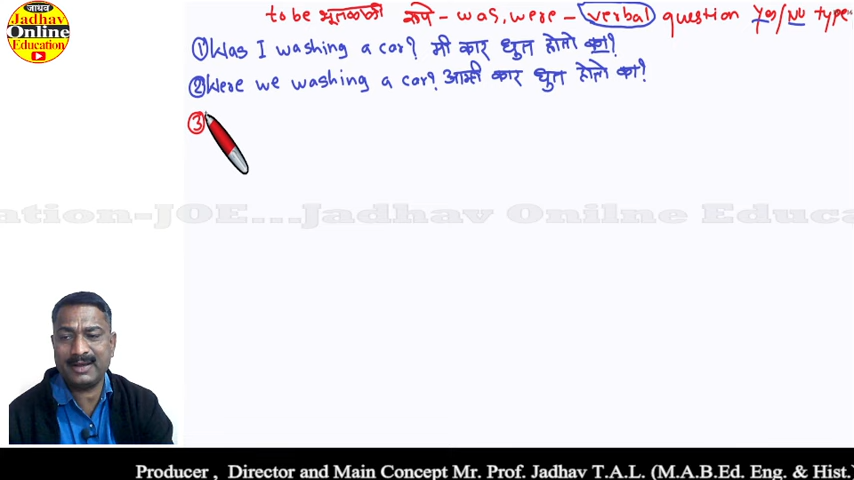 जाधव
Jadhav
Online
Education
to be भूतकाळी रूपे - was, were - verbal question Yes/No type
① Was I washing a car? मी कार धुत होतो का?
② Were we washing a car? आम्ही कार धुत होतो का?
③
ation-JOE...Jadhav Onilne Educa
Producer , Director and Main Concept Mr. Prof. Jadhav T.A.L. (M.A.B.Ed. Eng. & Hist.)